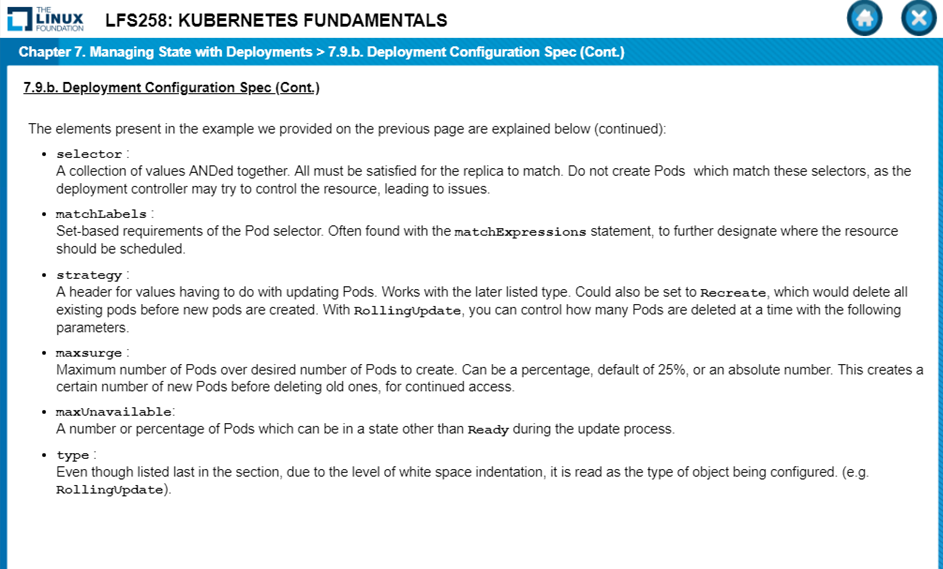 THE
LINUX
FOUNDATION
LFS258: KUBERNETES FUNDAMENTALS
Chapter 7. Managing State with Deployments > 7.9.b. Deployment Configuration Spec (Cont.)
7.9.b. Deployment Configuration Spec (Cont.)
The elements present in the example we provided on the previous page are explained below (continued):
• selector :
A collection of values ANDed together. All must be satisfied for the replica to match. Do not create Pods which match these selectors, as the
deployment controller may try to control the resource, leading to issues.
• matchLabels :
Set-based requirements of the Pod selector. Often found with the matchExpressions statement, to further designate where the resource
should be scheduled.
• strategy :
A header for values having to do with updating Pods. Works with the later listed type. Could also be set to Recreate, which would delete all
existing pods before new pods are created. With RollingUpdate, you can control how many Pods are deleted at a time with the following
parameters.
• maxsurge :
Maximum number of Pods over desired number of Pods to create. Can be a percentage, default of 25%, or an absolute number. This creates a
certain number of new Pods before deleting old ones, for continued access.
• maxUnavailable:
A number or percentage of Pods which can be in a state other than Ready during the update process.
• type :
Even though listed last in the section, due to the level of white space indentation, it is read as the type of object being configured. (e.g.
RollingUpdate).